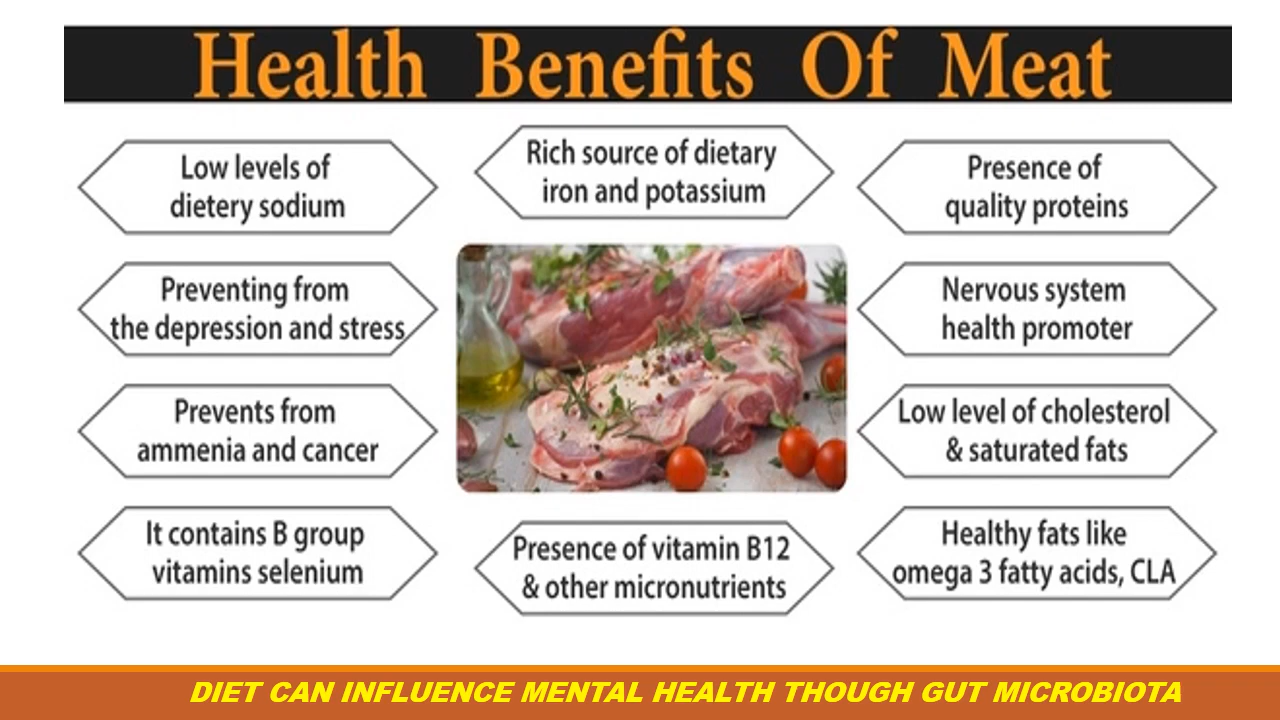 Health Benefits Of Meat
Low levels of
dietery sodium
Rich source of dietary
iron and potassium
Presence of
quality proteins
Preventing from
the depression and stress
Nervous system
health promoter
Prevents from
ammenia and cancer
Low level of cholesterol
& saturated fats
It contains B group
vitamins selenium
Presence of vitamin B12
& other micronutrients
Healthy fats like
omega 3 fatty acids, CLA
DIET CAN INFLUENCE MENTAL HEALTH THOUGH GUT MICROBIOTA